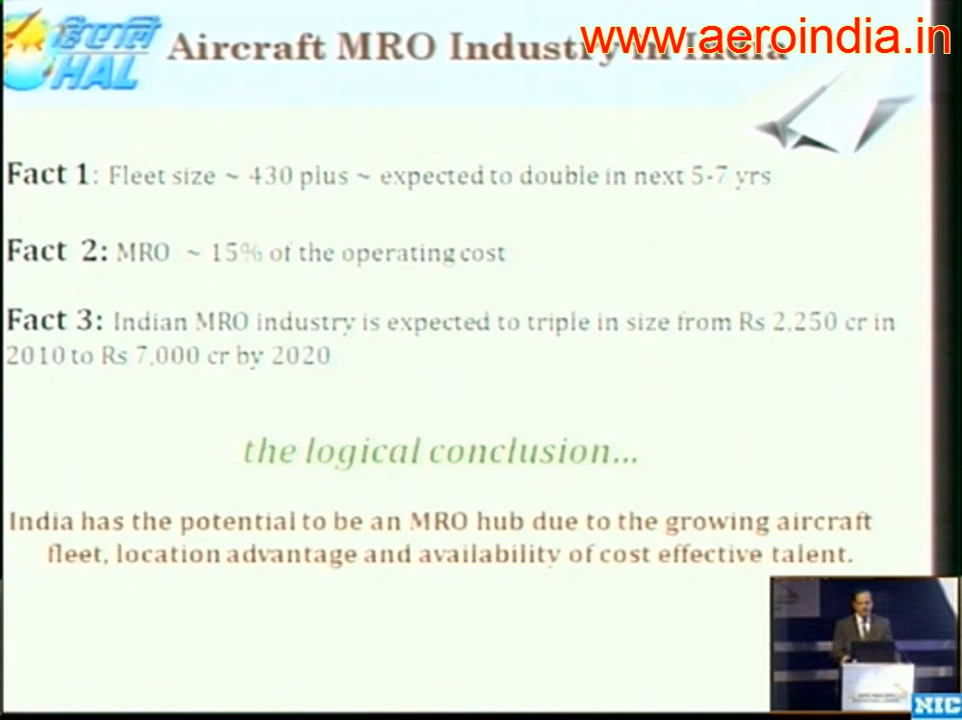 हिएलि
HAL
Aircraft MRO Industry in India
www.aeroindia.in
Fact 1: Fleet size ~ 430 plus ~ expected to double in next 5-7 yrs
Fact 2: MRO ~ 15% of the operating cost
Fact 3: Indian MRO industry is expected to triple in size from Rs 2,250 cr in
2010 to Rs 7,000 cr by 2020
the logical conclusion...
India has the potential to be an MRO hub due to the growing aircraft
fleet, location advantage and availability of cost effective talent.
NIC